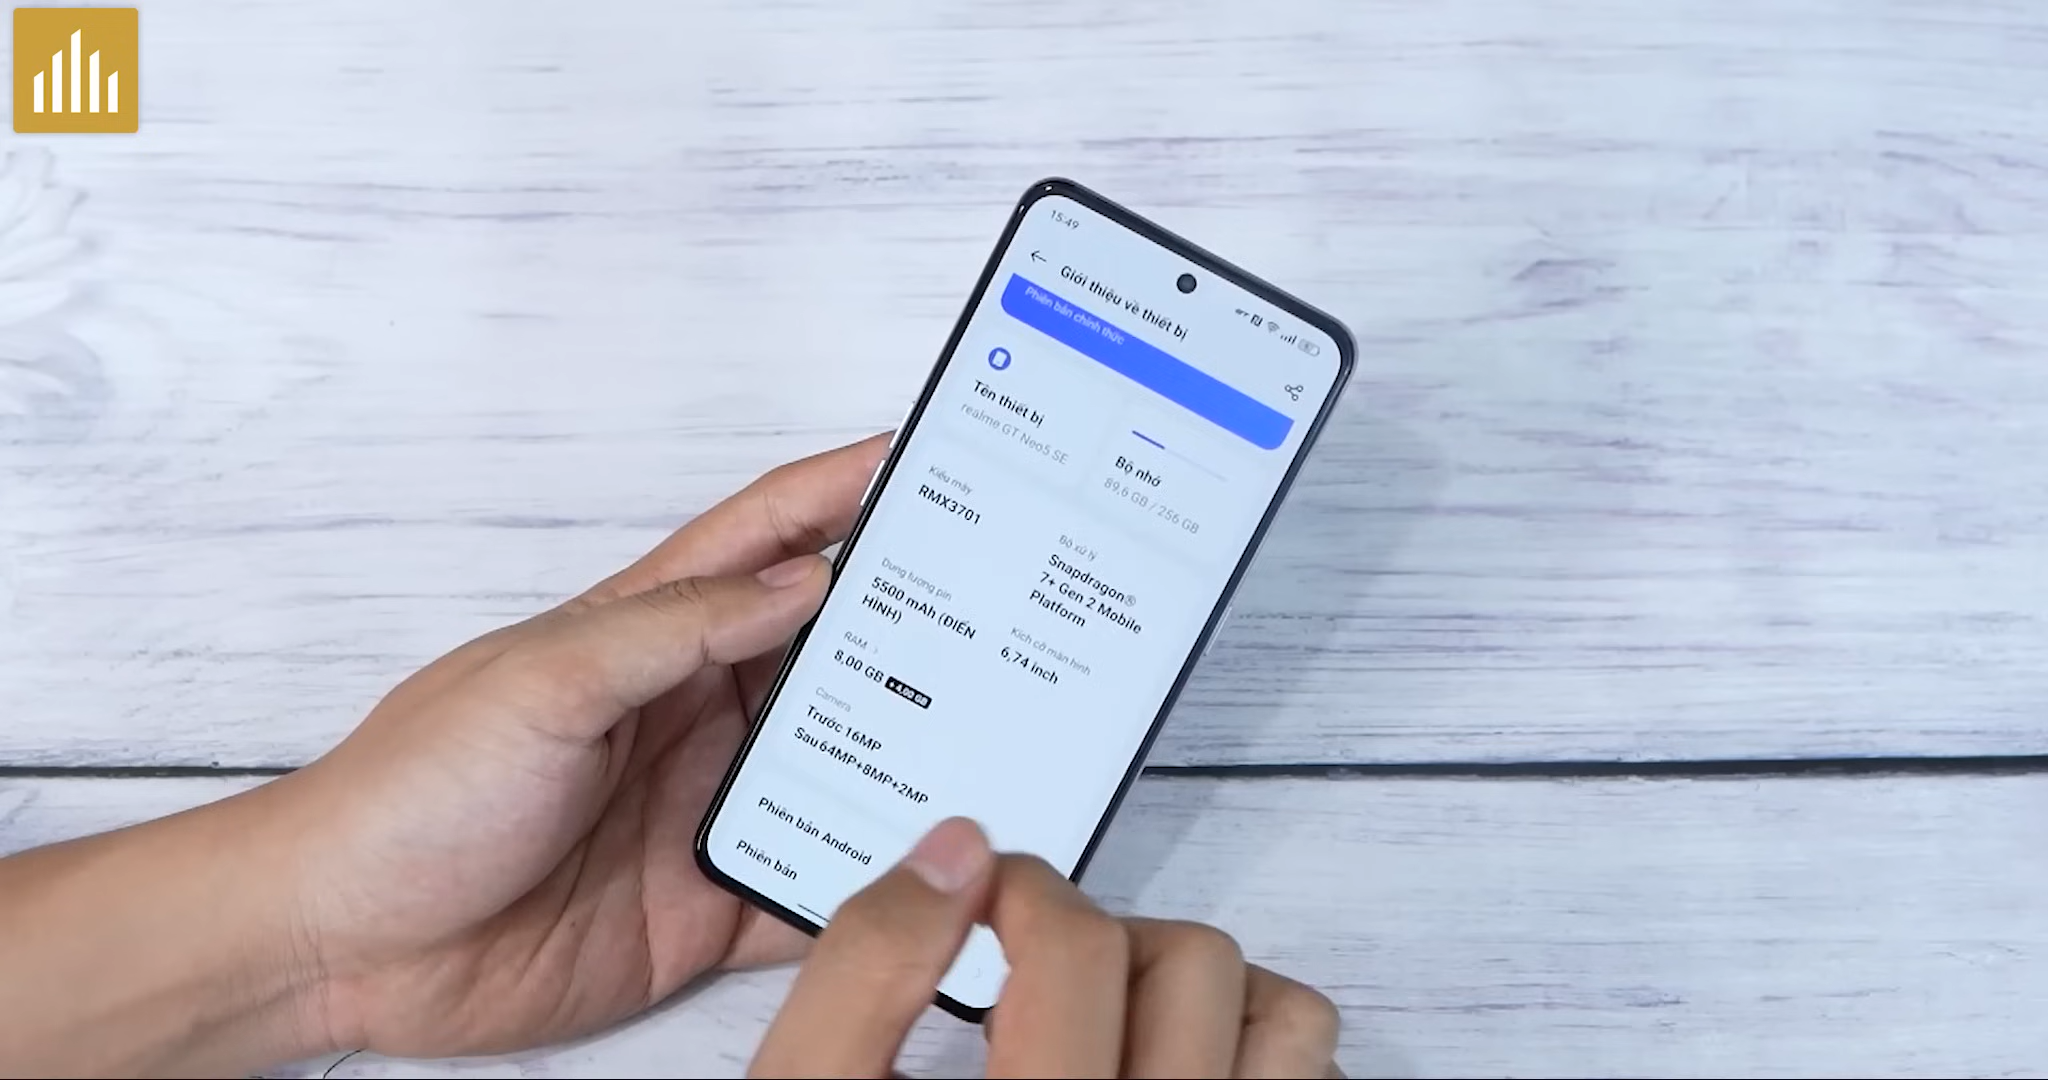 15:49
Giới thiệu về thiết bị
Phiên bản chính thức
Tên thiết bị
realme GT Neo5 SE
Bộ nhớ
89,6 GB / 256 GB
Kiểu máy
RMX3701
Bộ xử lý
Snapdragon®
7+ Gen 2 Mobile
Platform
Dung lượng pin
5500 mAh (ĐIỂN
HÌNH)
Kích cỡ màn hình
6,74 inch
RAM
8,00 GB + 4,00 GB
Camera
Trước 16MP
Sau 64MP+8MP+2MP
Phiên bản Android
Phiên bản